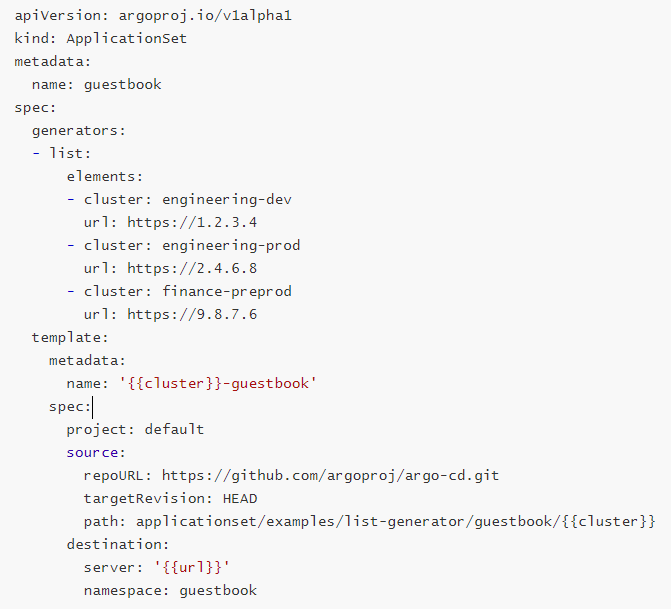 apiVersion: argoproj.io/v1alpha1
kind: ApplicationSet
metadata:
  name: guestbook
spec:
  generators:
  - list:
      elements:
      - cluster: engineering-dev
        url: https://1.2.3.4
      - cluster: engineering-prod
        url: https://2.4.6.8
      - cluster: finance-preprod
        url: https://9.8.7.6
  template:
    metadata:
      name: '{{cluster}}-guestbook'
    spec:
      project: default
      source:
        repoURL: https://github.com/argoproj/argo-cd.git
        targetRevision: HEAD
        path: applicationset/examples/list-generator/guestbook/{{cluster}}
      destination:
        server: '{{url}}'
        namespace: guestbook